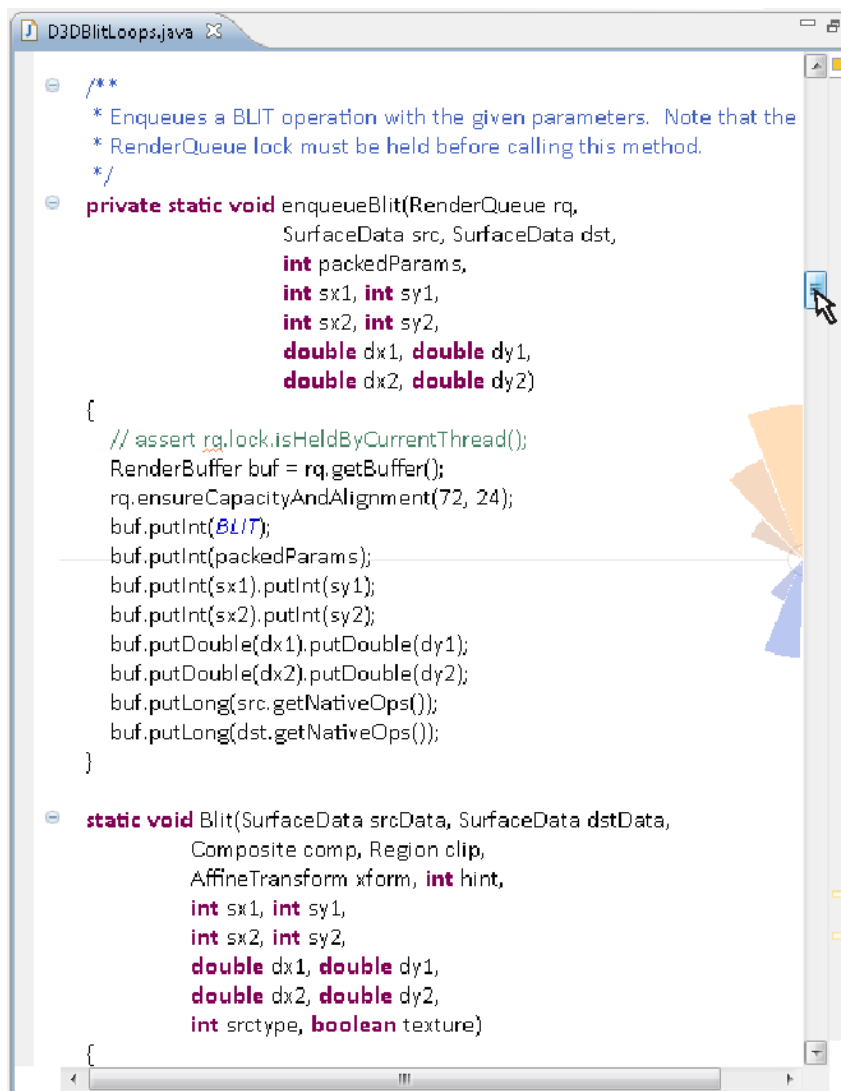 D3DBlitLoops.java
/**
* Enqueues a BLIT operation with the given parameters.  Note that the
* RenderQueue lock must be held before calling this method.
*/
private static void enqueueBlit(RenderQueue rq,
SurfaceData src, SurfaceData dst,
int packedParams,
int sx1, int sy1,
int sx2, int sy2,
double dx1, double dy1,
double dx2, double dy2)
{
// assert rq.lock.isHeldByCurrentThread();
RenderBuffer buf = rq.getBuffer();
rq.ensureCapacityAndAlignment(72, 24);
buf.putInt(BLIT);
buf.putInt(packedParams);
buf.putInt(sx1).putInt(sy1);
buf.putInt(sx2).putInt(sy2);
buf.putDouble(dx1).putDouble(dy1);
buf.putDouble(dx2).putDouble(dy2);
buf.putLong(src.getNativeOps());
buf.putLong(dst.getNativeOps());
}
static void Blit(SurfaceData srcData, SurfaceData dstData,
Composite comp, Region clip,
AffineTransform xform, int hint,
int sx1, int sy1,
int sx2, int sy2,
double dx1, double dy1,
double dx2, double dy2,
int srctype, boolean texture)
{